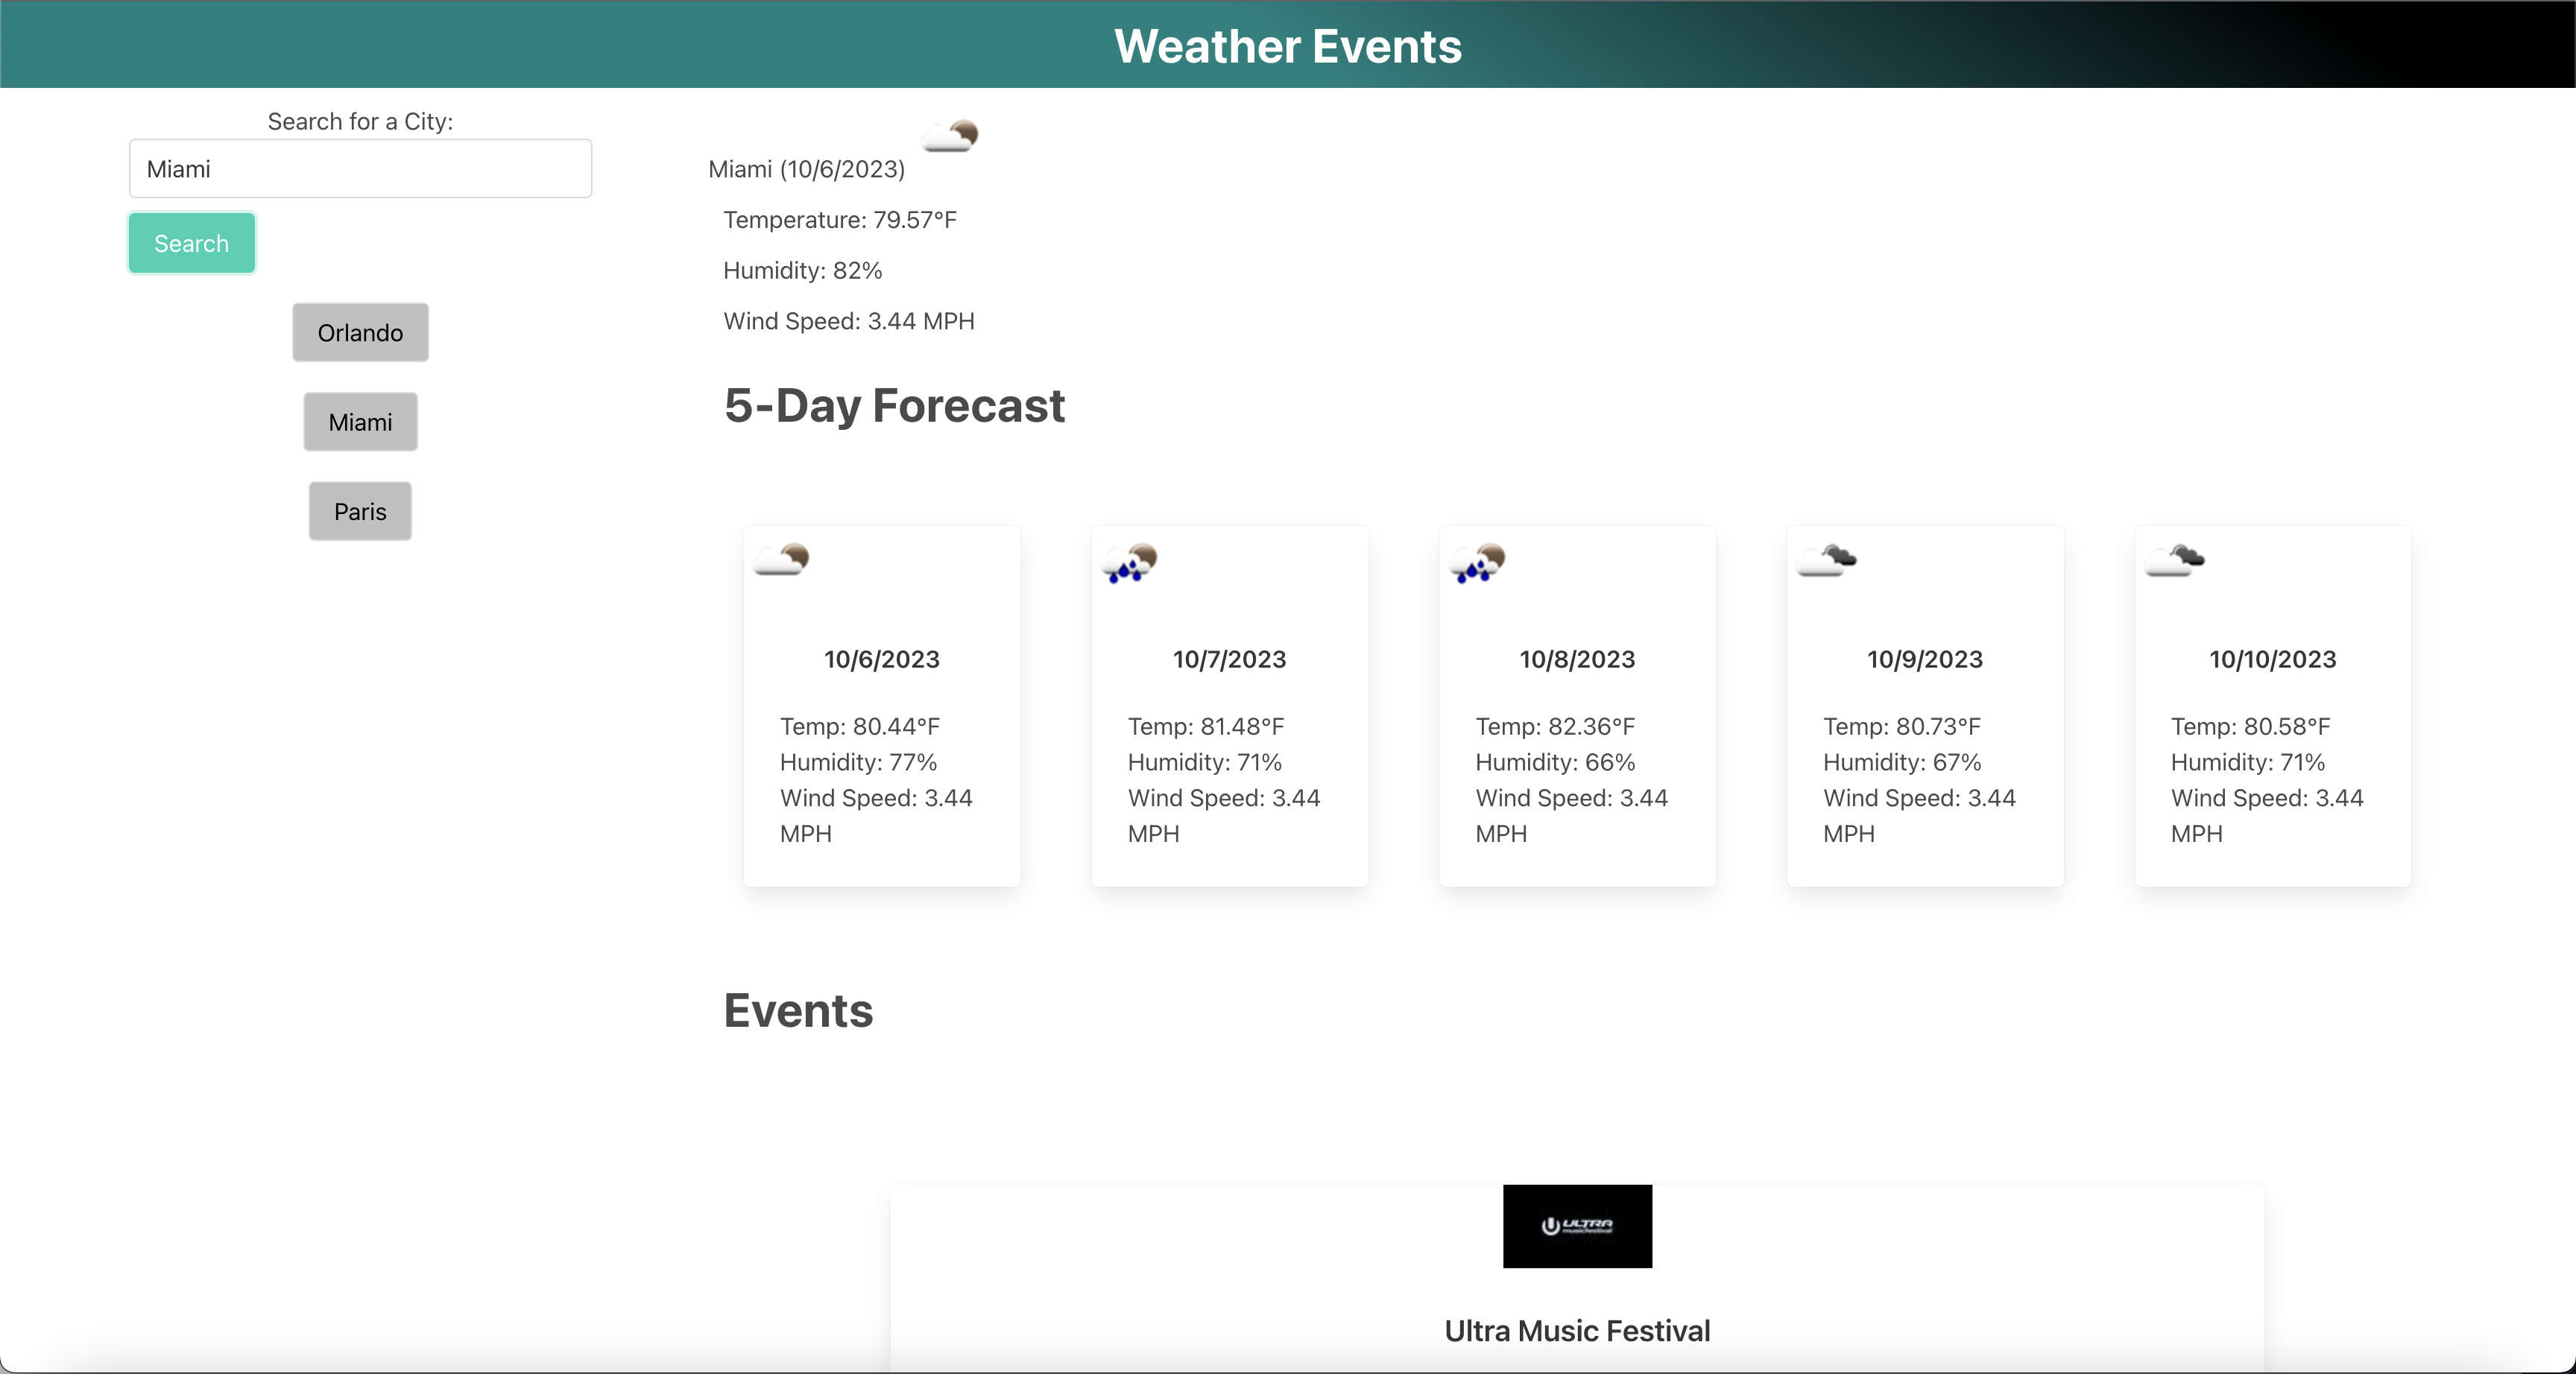 Weather Events
Search for a City:
Miami
Search
Orlando
Miami
Paris
Miami (10/6/2023)
Temperature: 79.57°F
Humidity: 82%
Wind Speed: 3.44 MPH
5-Day Forecast
10/6/2023
Temp: 80.44°F
Humidity: 77%
Wind Speed: 3.44
MPH
10/7/2023
Temp: 81.48°F
Humidity: 71%
Wind Speed: 3.44
MPH
10/8/2023
Temp: 82.36°F
Humidity: 66%
Wind Speed: 3.44
MPH
10/9/2023
Temp: 80.73°F
Humidity: 67%
Wind Speed: 3.44
MPH
10/10/2023
Temp: 80.58°F
Humidity: 71%
Wind Speed: 3.44
MPH
Events
ULTRA
musicfestival
Ultra Music Festival